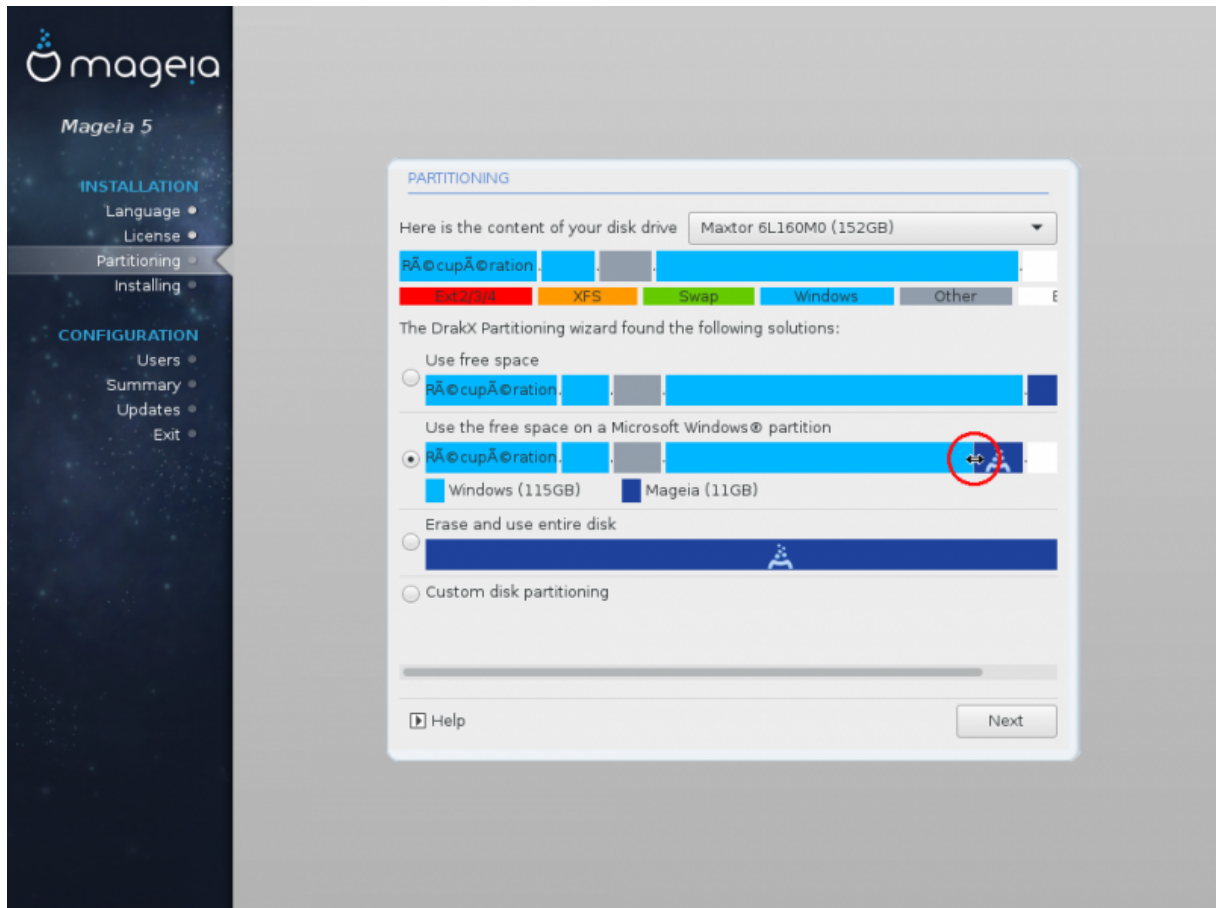 mageia
Mageia 5
INSTALLATION
Language
License
Partitioning
Installing
CONFIGURATION
Users
Summary
Updates
Exit
PARTITIONING
Here is the content of your disk drive Maxtor 6L160M0 (152GB)
RÃ©cupÃ©ration
Ext2/3/4 XFS Swap Windows Other
The DrakX Partitioning wizard found the following solutions:
Use free space
RÃ©cupÃ©ration
Use the free space on a Microsoft Windows® partition
RÃ©cupÃ©ration
Windows (115GB) Mageia (11GB)
Erase and use entire disk
Custom disk partitioning
Help Next